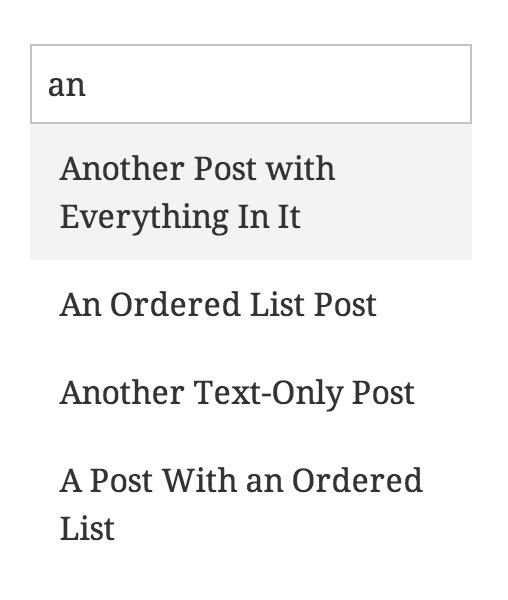 an
Another Post with
Everything In It
An Ordered List Post
Another Text-Only Post
A Post With an Ordered
List